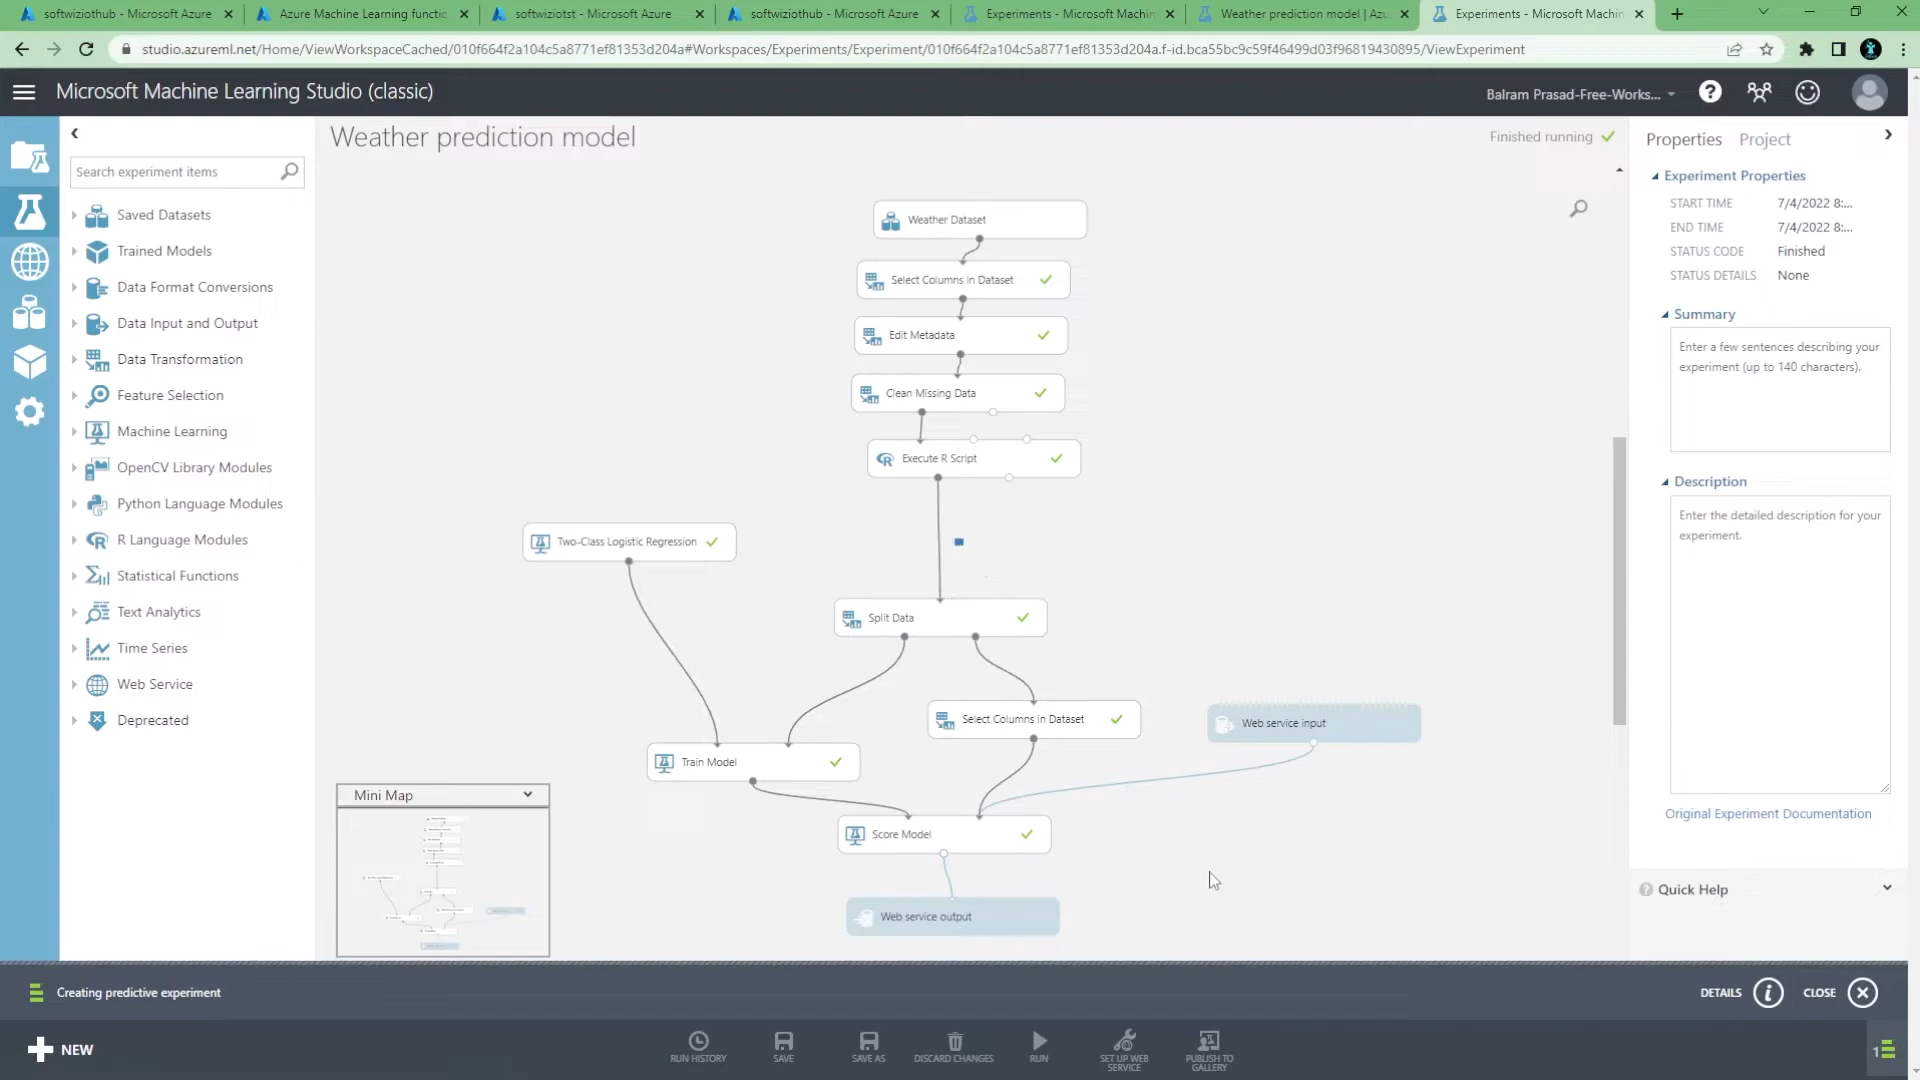 softwiziothub - Microsoft Azure
Azure Machine Learning functio
softwiziotst - Microsoft Azure
softwiziothub - Microsoft Azure
Experiments - Microsoft Machin
Weather prediction model | Azu
Experiments - Microsoft Machin
studio.azureml.net/Home/ViewWorkspaceCached/010f664f2a104c5a8771ef81353d204a#Workspaces/Experiments/Experiment/010f664f2a104c5a8771ef81353d204a.f-id.bca55bc9c59f46499d03f96819430895/ViewExperiment
Microsoft Machine Learning Studio (classic)
Balram Prasad-Free-Works...
Search experiment items
Saved Datasets
Trained Models
Data Format Conversions
Data Input and Output
Data Transformation
Feature Selection
Machine Learning
OpenCV Library Modules
Python Language Modules
R Language Modules
Statistical Functions
Text Analytics
Time Series
Web Service
Deprecated
Weather prediction model
Finished running
Weather Dataset
Select Columns in Dataset
Edit Metadata
Clean Missing Data
Execute R Script
Two-Class Logistic Regression
Split Data
Select Columns in Dataset
Web service input
Train Model
Score Model
Web service output
Mini Map
Properties Project
Experiment Properties
START TIME 7/4/2022 8:...
END TIME 7/4/2022 8:...
STATUS CODE Finished
STATUS DETAILS None
Summary
Enter a few sentences describing your
experiment (up to 140 characters).
Description
Enter the detailed description for your
experiment.
Original Experiment Documentation
Quick Help
Creating predictive experiment
DETAILS
CLOSE
NEW
RUN HISTORY
SAVE
SAVE AS
DISCARD CHANGES
RUN
SET UP WEB
SERVICE
PUBLISH TO
GALLERY
1